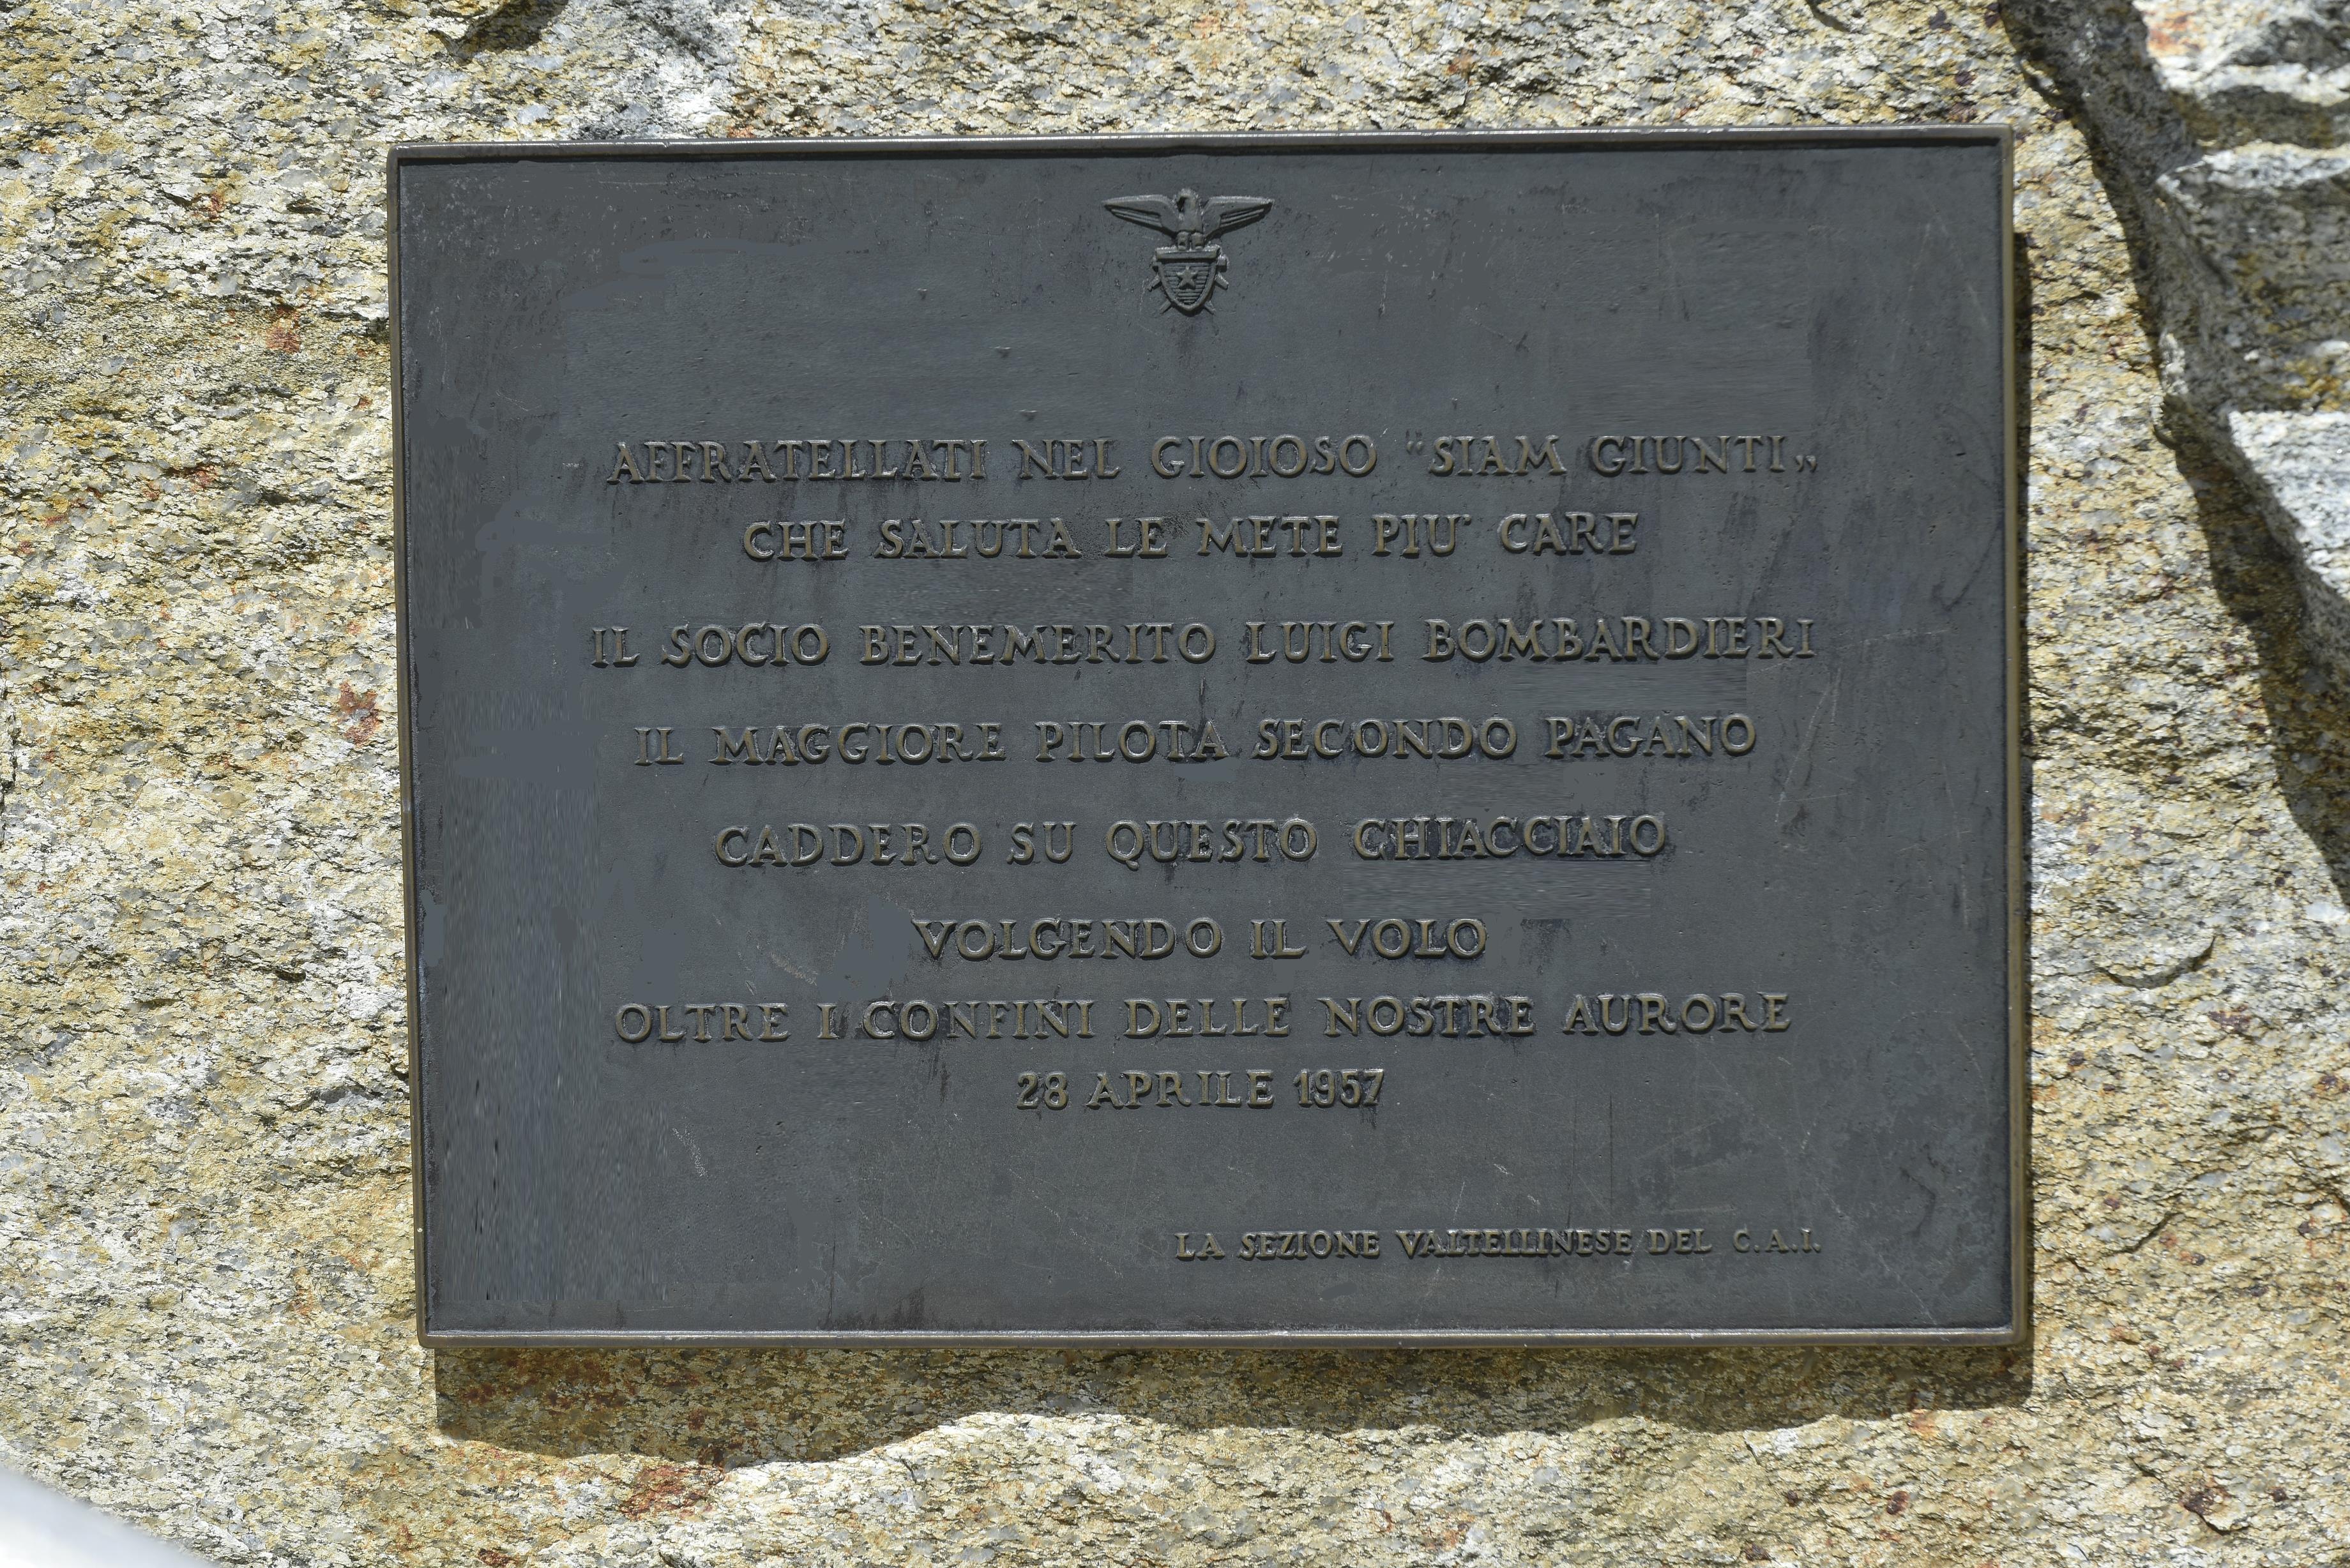 AFFRATELLATI NEL GIOIOSO "SIAM GIUNTI„
CHE SALUTA LE METE PIU' CARE
IL SOCIO BENEMERITO LUIGI BOMBARDIERI
IL MAGGIORE PILOTA SECONDO PAGANO
CADDERO SU QUESTO GHIACCIAIO
VOLGENDO IL VOLO
OLTRE I CONFINI DELLE NOSTRE AURORE
28 APRILE 1957
LA SEZIONE VALTELLINESE DEL C.A.I.